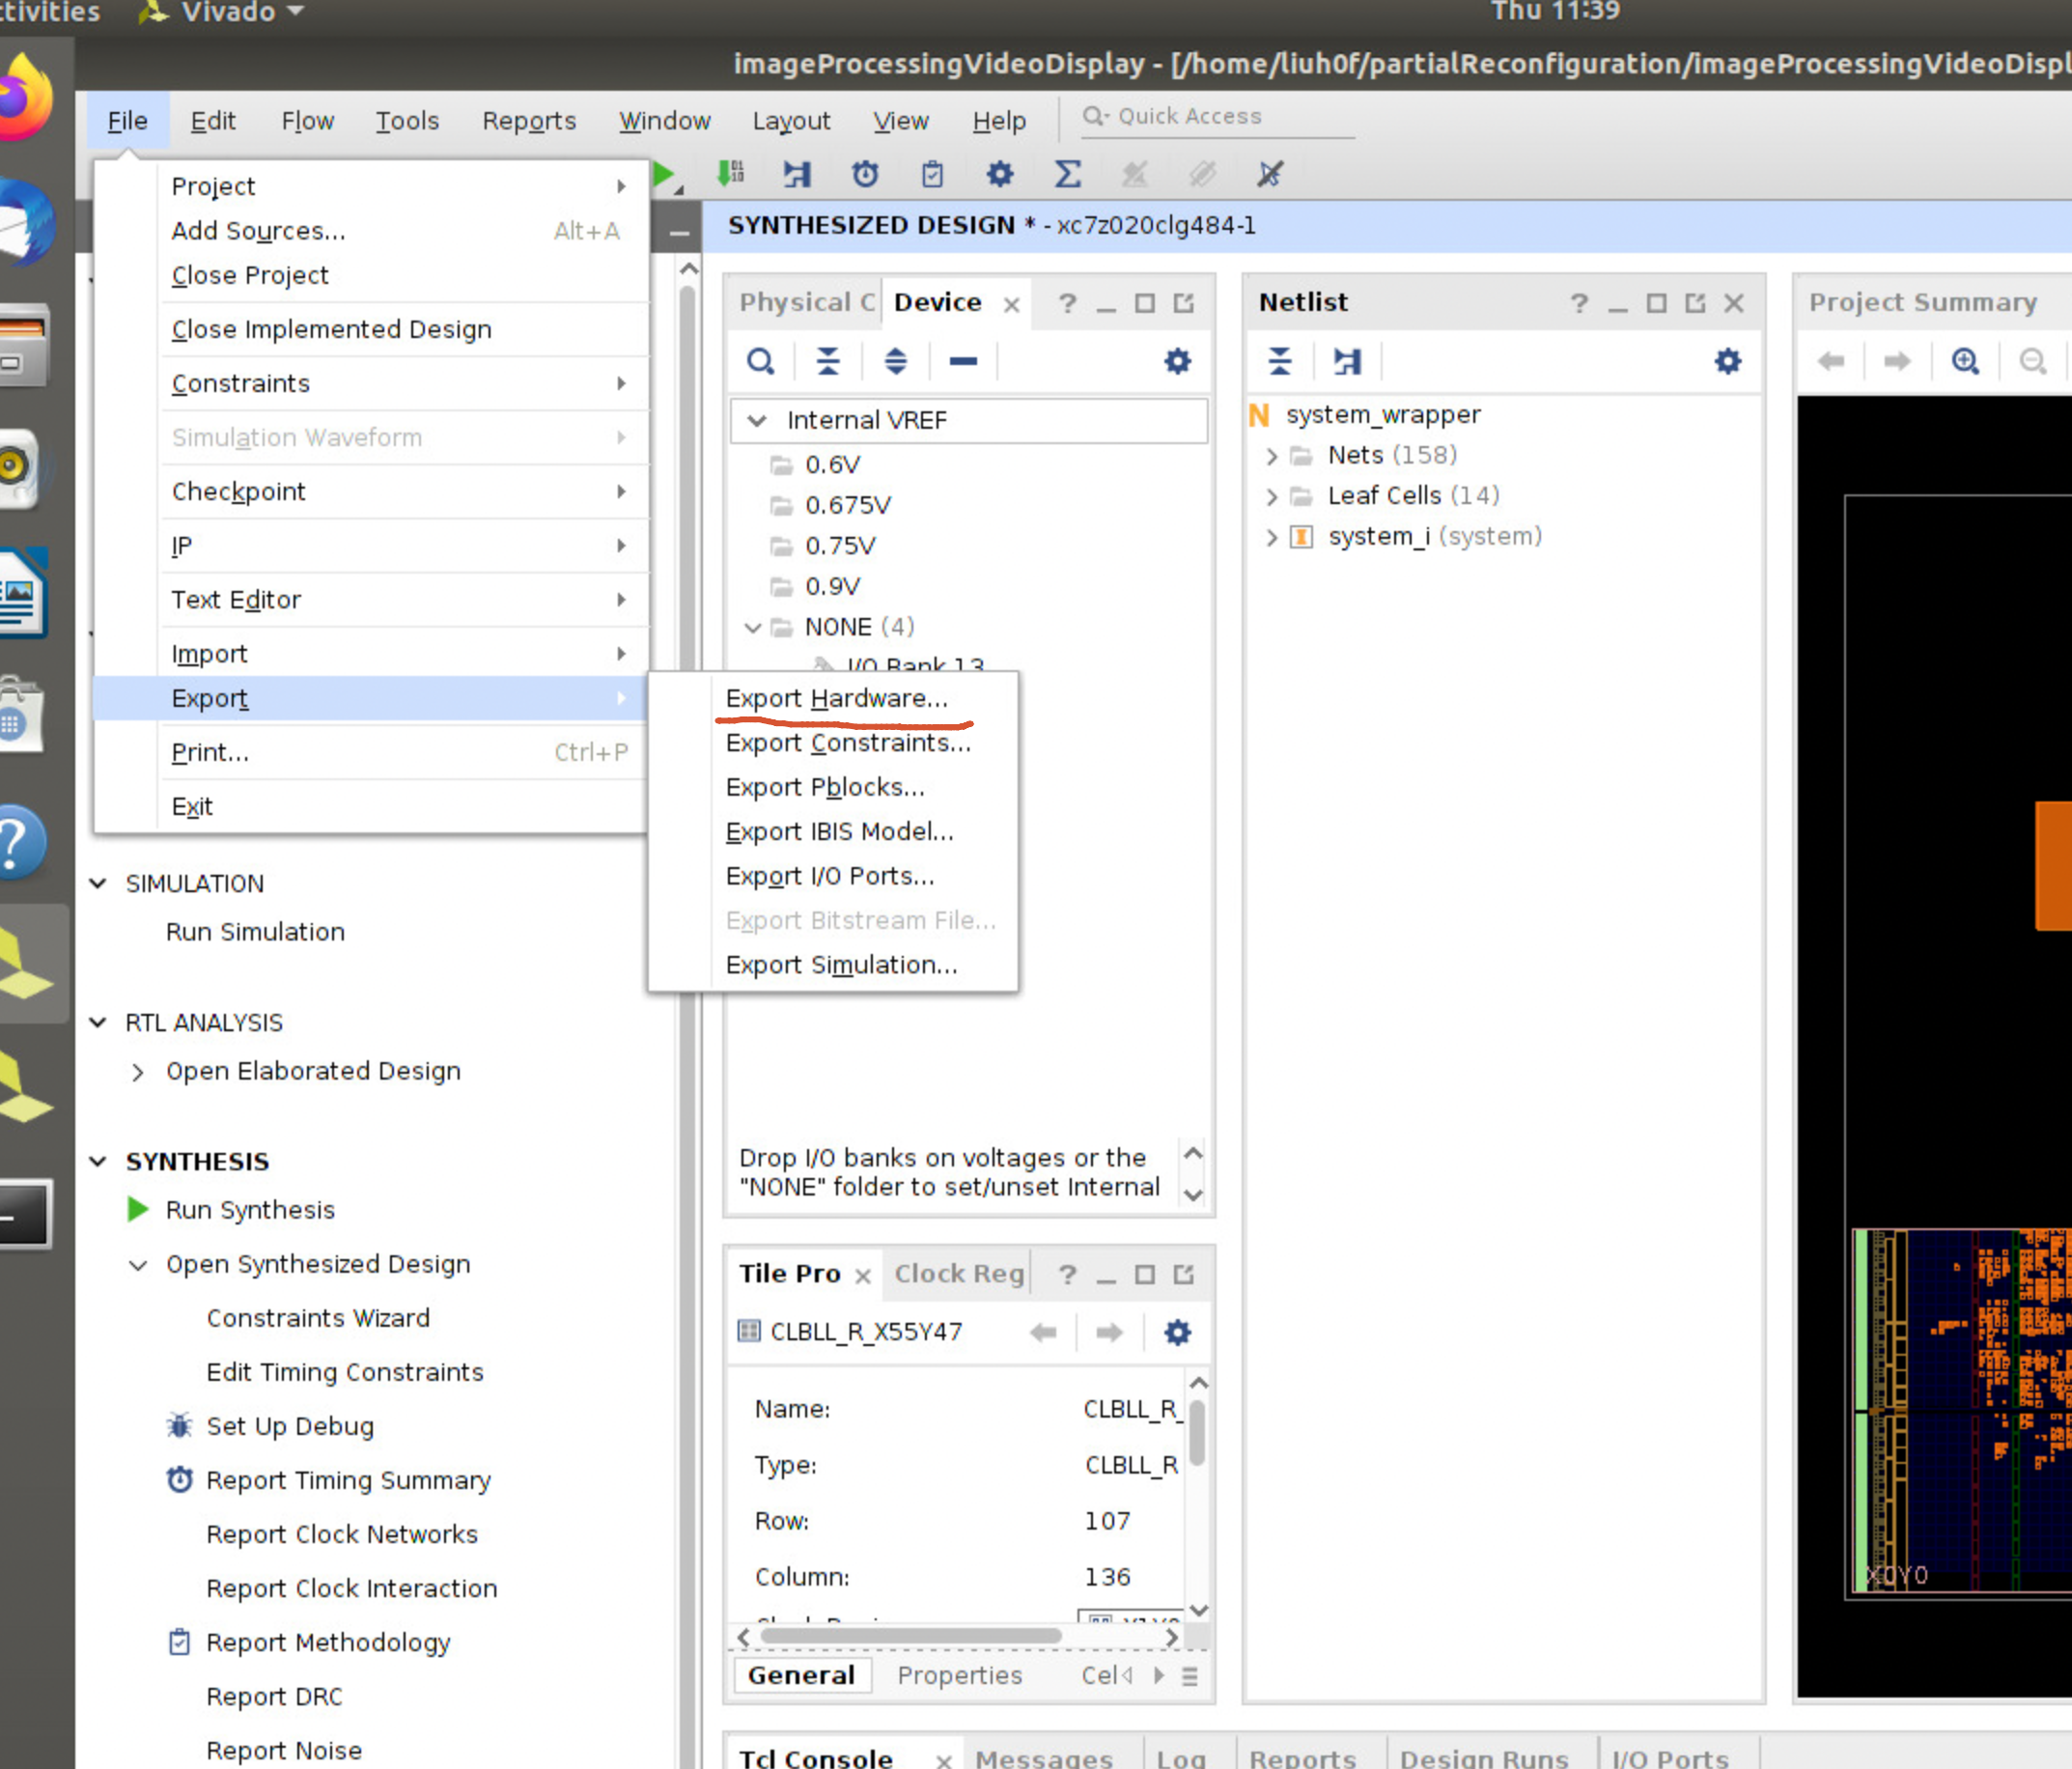 ctivities Vivado Thu 11:39
imageProcessingVideoDisplay - [/home/liuh0f/partialReconfiguration/imageProcessingVideoDispl
File Edit Flow Tools Reports Window Layout View Help Quick Access
Project
Add Sources... Alt+A
Close Project
Close Implemented Design
Constraints
Simulation Waveform
Checkpoint
IP
Text Editor
Import
Export
Print... Ctrl+P
Exit
Export Hardware...
Export Constraints...
Export Pblocks...
Export IBIS Model...
Export I/O Ports...
Export Bitstream File...
Export Simulation...
SIMULATION
Run Simulation
RTL ANALYSIS
Open Elaborated Design
SYNTHESIS
Run Synthesis
Open Synthesized Design
Constraints Wizard
Edit Timing Constraints
Set Up Debug
Report Timing Summary
Report Clock Networks
Report Clock Interaction
Report Methodology
Report DRC
Report Noise
SYNTHESIZED DESIGN * - xc7z020clg484-1
Physical C Device
Internal VREF
0.6V
0.675V
0.75V
0.9V
NONE (4)
I/O Bank 13
Drop I/O banks on voltages or the
"NONE" folder to set/unset Internal
Tile Pro Clock Reg
CLBLL_R_X55Y47
Name: CLBLL_R_
Type: CLBLL_R
Row: 107
Column: 136
General Properties Cel
Netlist
N system_wrapper
Nets (158)
Leaf Cells (14)
system_i (system)
Project Summary
X0Y0
Tcl Console Messages Log Reports Design Runs I/O Ports